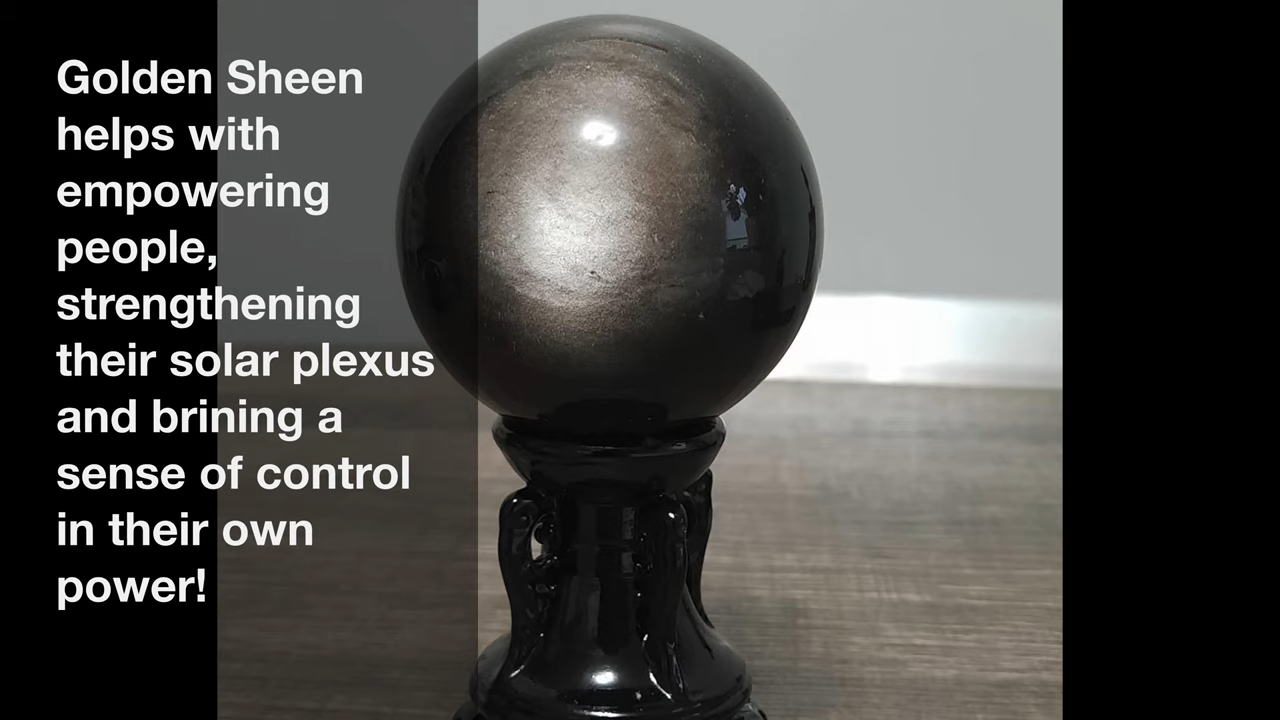 Golden Sheen
helps with
empowering
people,
strengthening
their solar plexus
and brining a
sense of control
in their own
power!